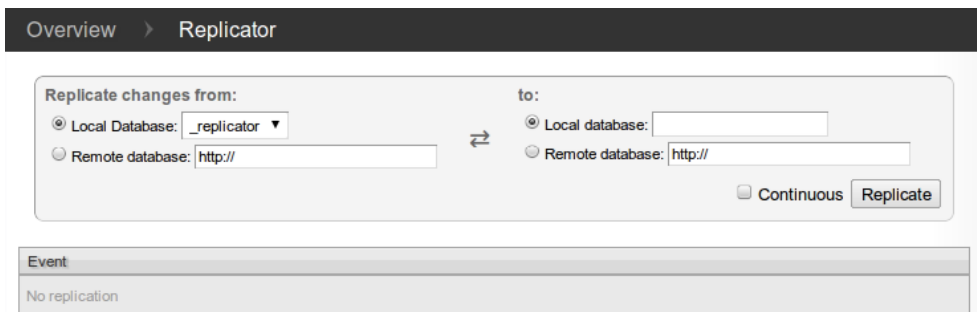 Overview Replicator
Replicate changes from: to:
Local Database: _replicator Local database:
Remote database: http:// Remote database: http://
Continuous Replicate
Event
No replication